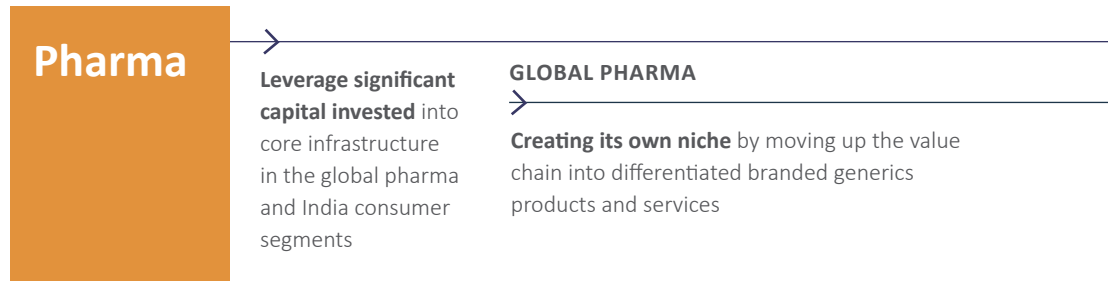 Pharma
Leverage significant
capital invested into
core infrastructure
in the global pharma
and India consumer
segments
GLOBAL PHARMA
Creating its own niche by moving up the value
chain into differentiated branded generics
products and services